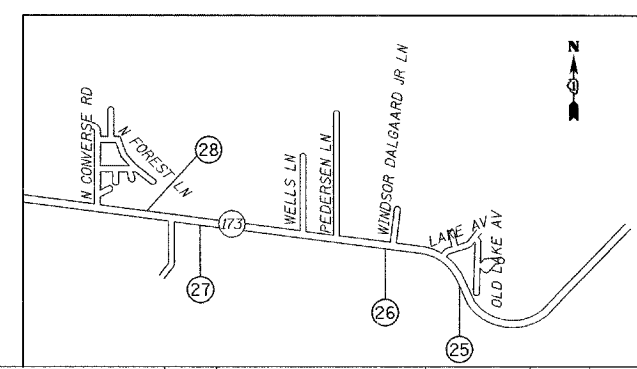 N
N CONVERSE RD
N FOREST LN
28
WELLS LN
PEDERSEN LN
WINDSOR DALGAARD JR LN
173
LAKE AV
OLD LAKE AV
27
26
25